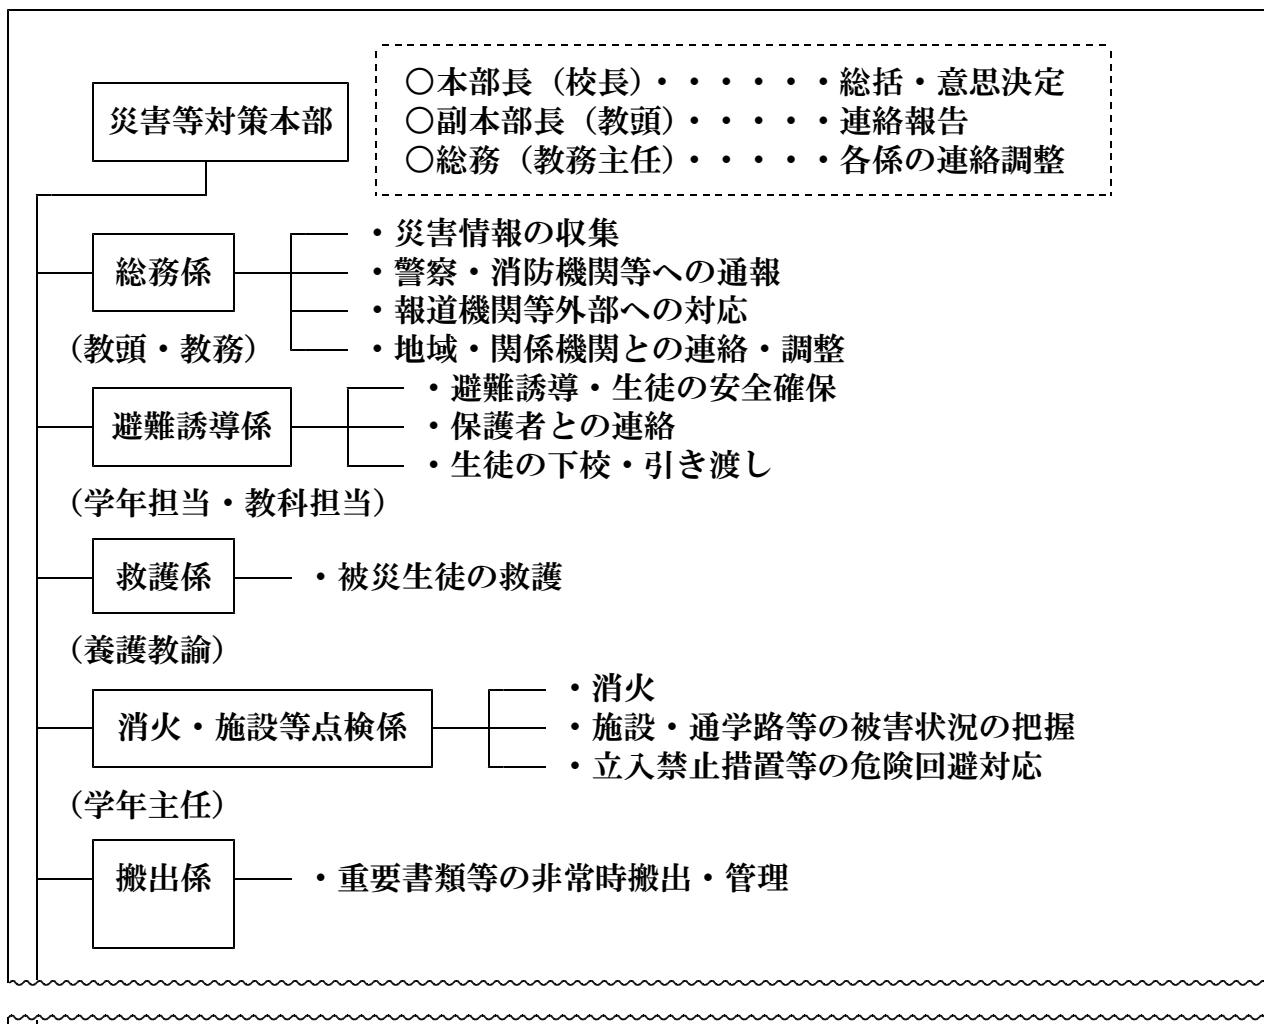 災害等対策本部
○本部長（校長）・・・・・・総括・意思決定
○副本部長（教頭）・・・・・連絡報告
○総務（教務主任）・・・・・各係の連絡調整
総務係
・災害情報の収集
・警察・消防機関等への通報
・報道機関等外部への対応
・地域・関係機関との連絡・調整
（教頭・教務）
避難誘導係
・避難誘導・生徒の安全確保
・保護者との連絡
・生徒の下校・引き渡し
（学年担当・教科担当）
救護係
・被災生徒の救護
（養護教諭）
消火・施設等点検係
・消火
・施設・通学路等の被害状況の把握
・立入禁止措置等の危険回避対応
（学年主任）
搬出係
・重要書類等の非常時搬出・管理